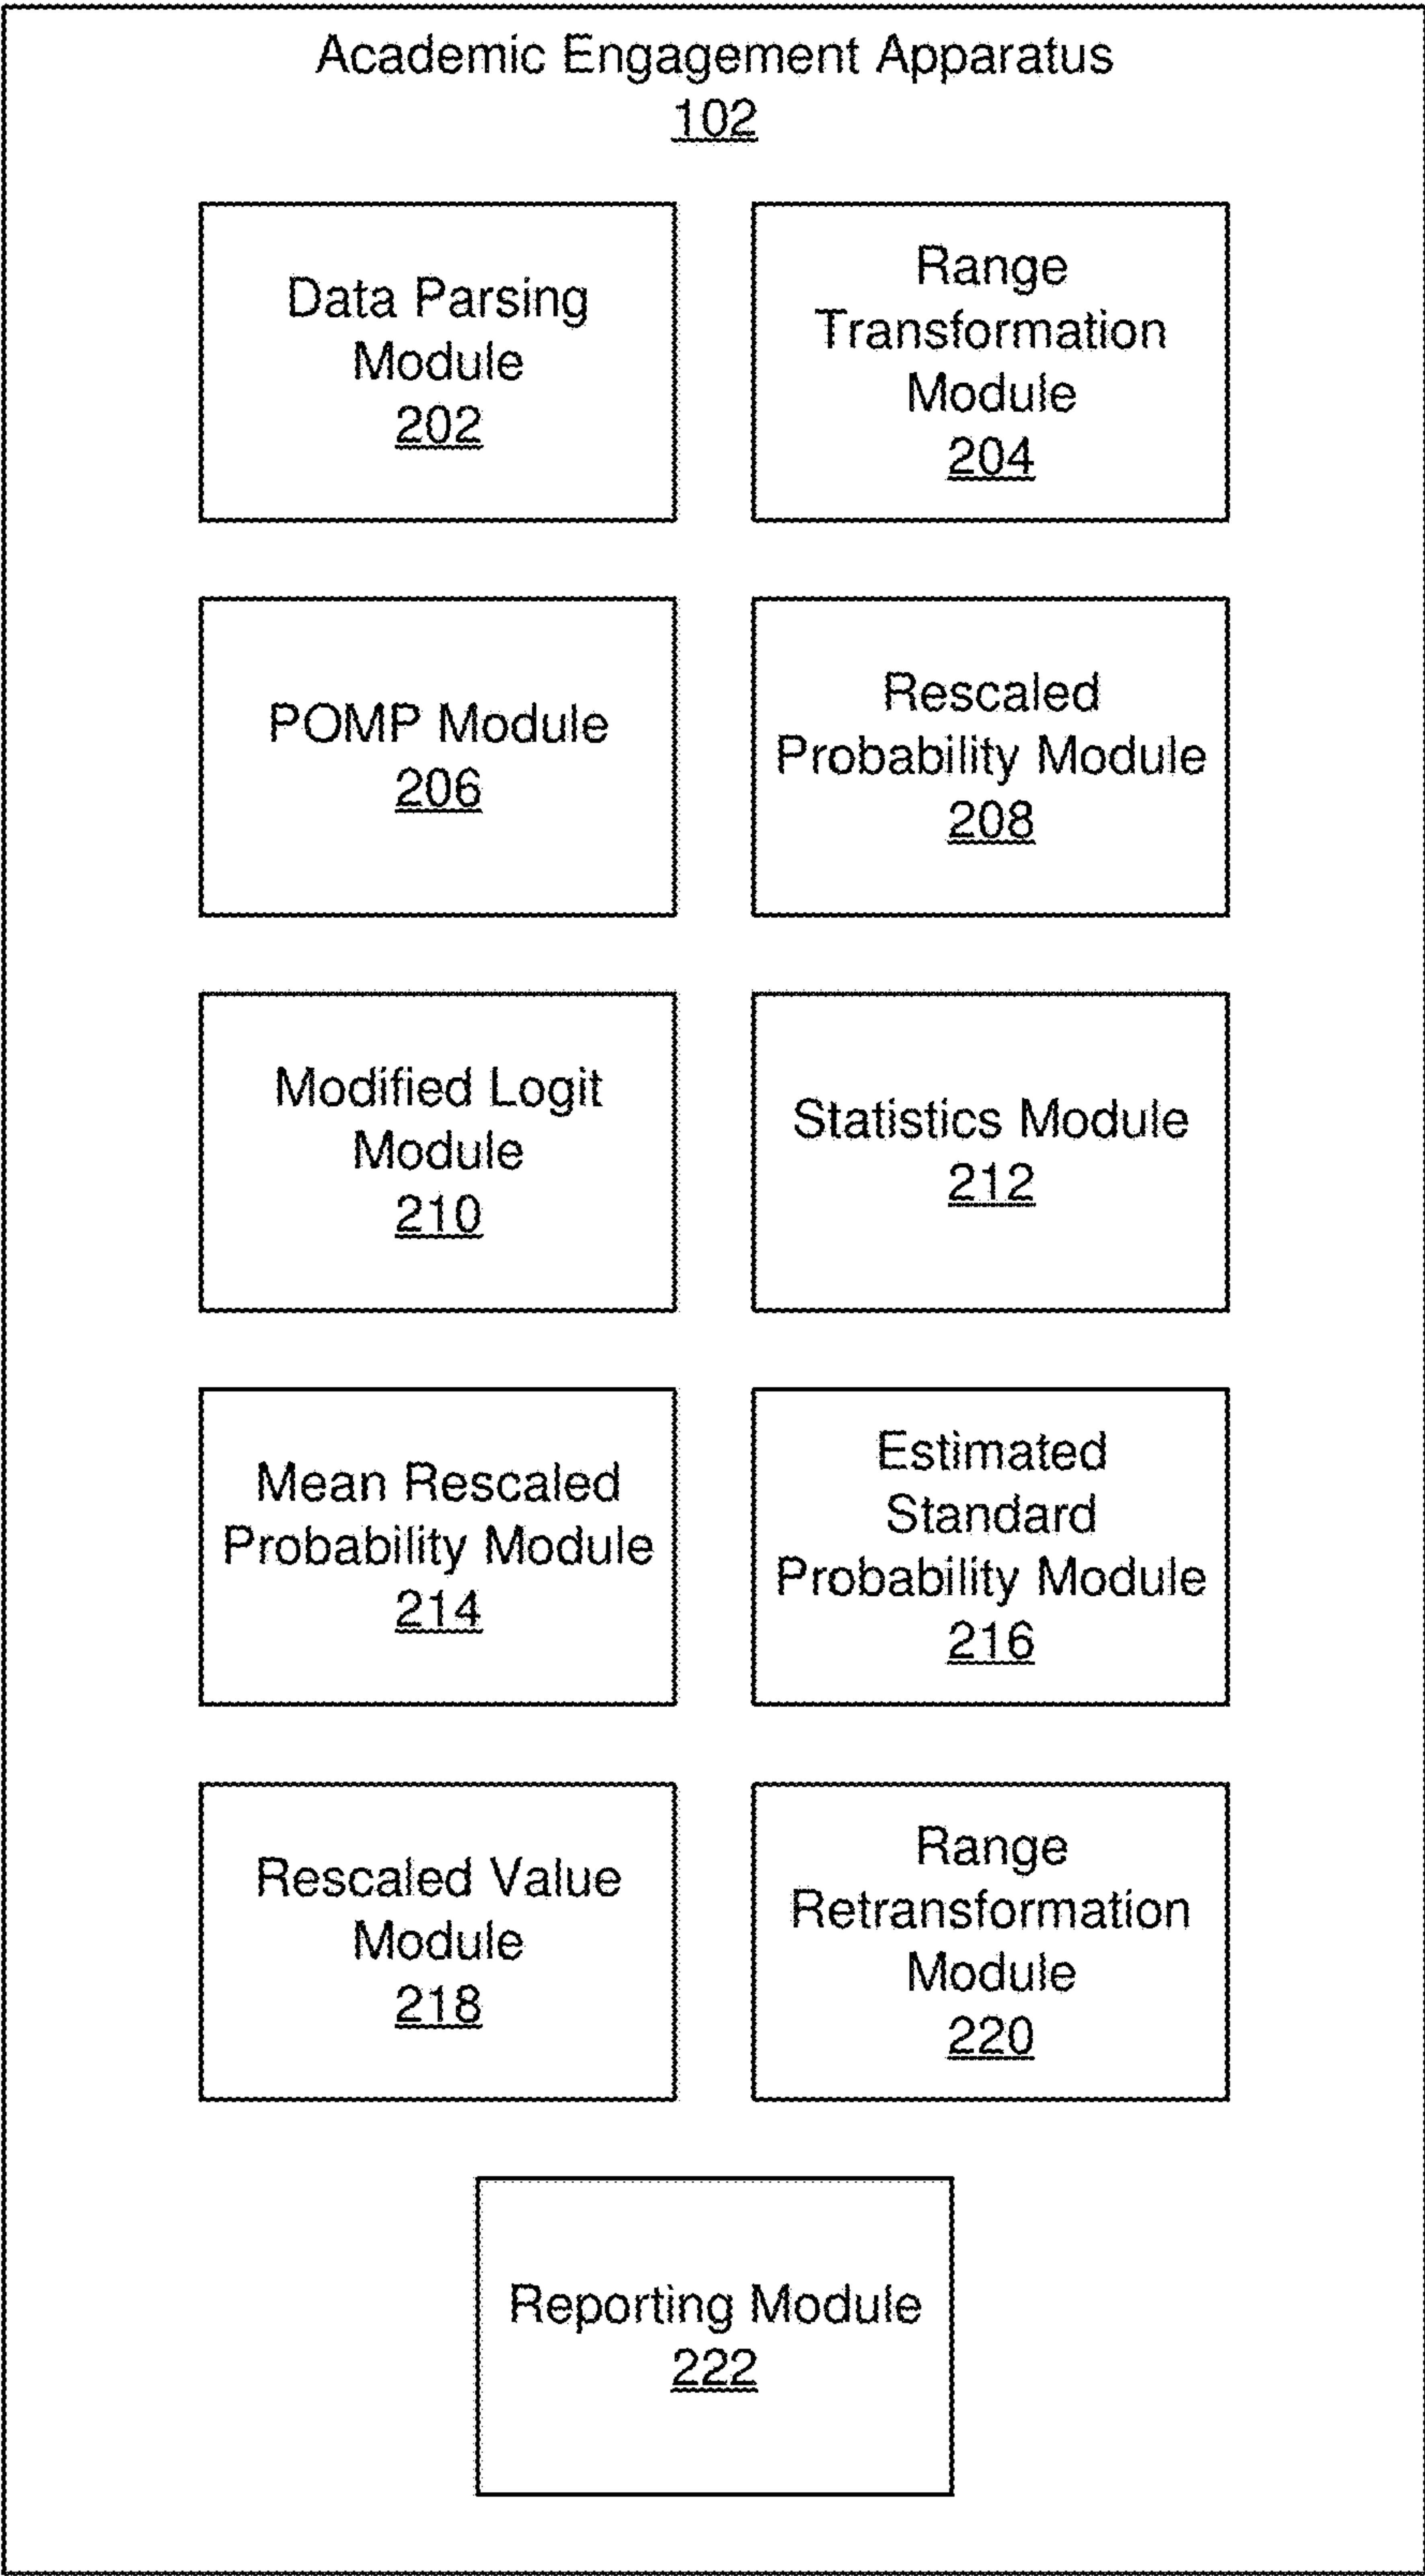 Academic Engagement Apparatus
102
Data Parsing
Module
202
Range
Transformation
Module
204
POMP Module
206
Rescaled
Probability Module
208
Modified Logit
Module
210
Statistics Module
212
Mean Rescaled
Probability Module
214
Estimated
Standard
Probability Module
216
Rescaled Value
Module
218
Range
Retransformation
Module
220
Reporting Module
222